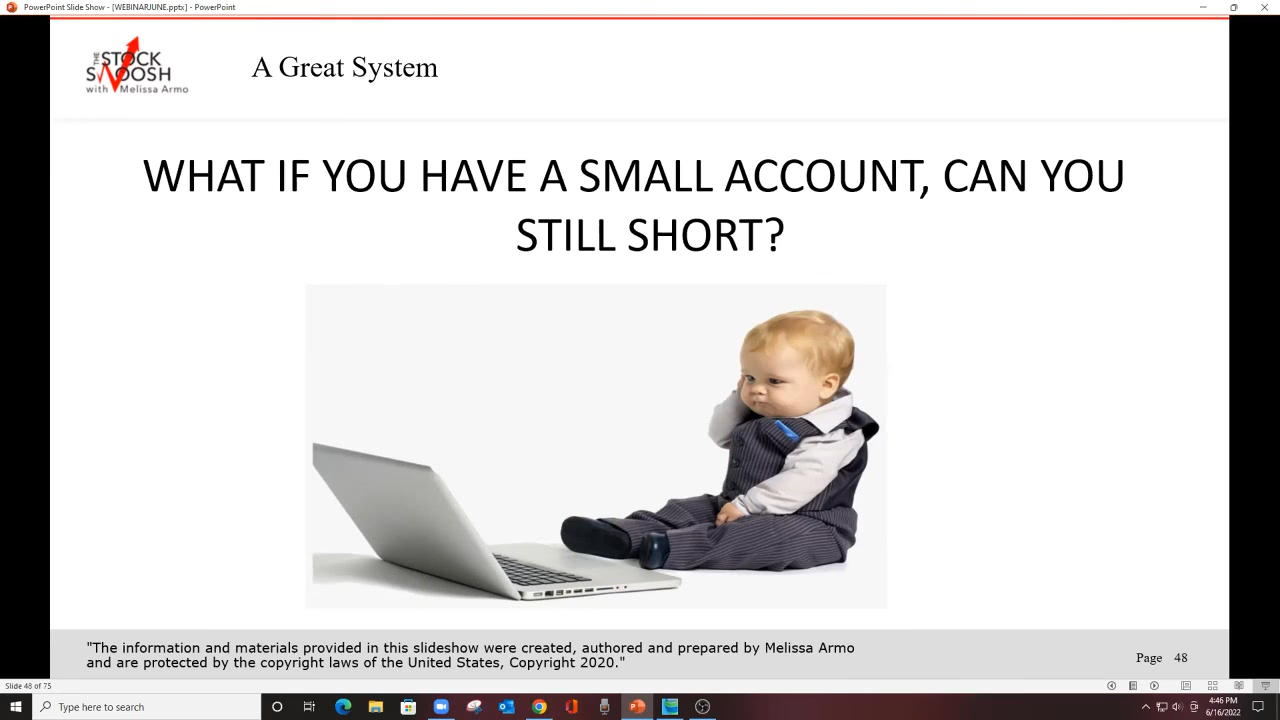 PowerPoint Slide Show - [WEBINARJUNE.pptx] - PowerPoint
THE STOCK
SWOOSH
with Melissa Armo
A Great System
WHAT IF YOU HAVE A SMALL ACCOUNT, CAN YOU
STILL SHORT?
"The information and materials provided in this slideshow were created, authored and prepared by Melissa Armo
and are protected by the copyright laws of the United States, Copyright 2020."
Page 48
Slide 48 of 75
Type here to search
4:46 PM
6/16/2022